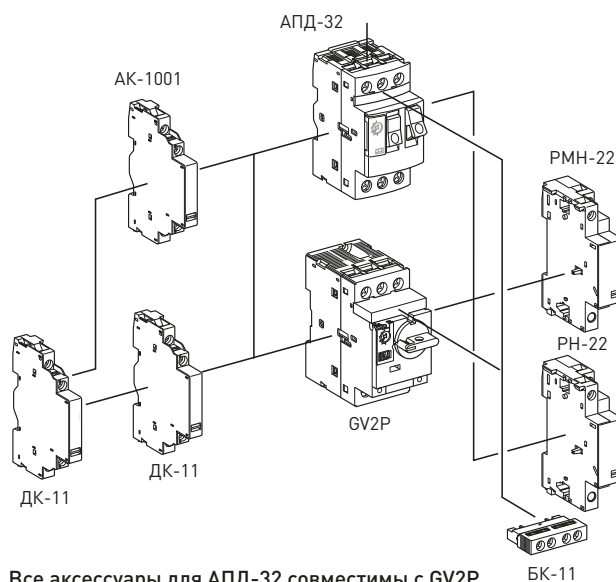 АПД-32
АК-1001
РМН-22
РН-22
GV2P
ДК-11
ДК-11
БК-11
Все аксессуары для АПД-32 совместимы с GV2P